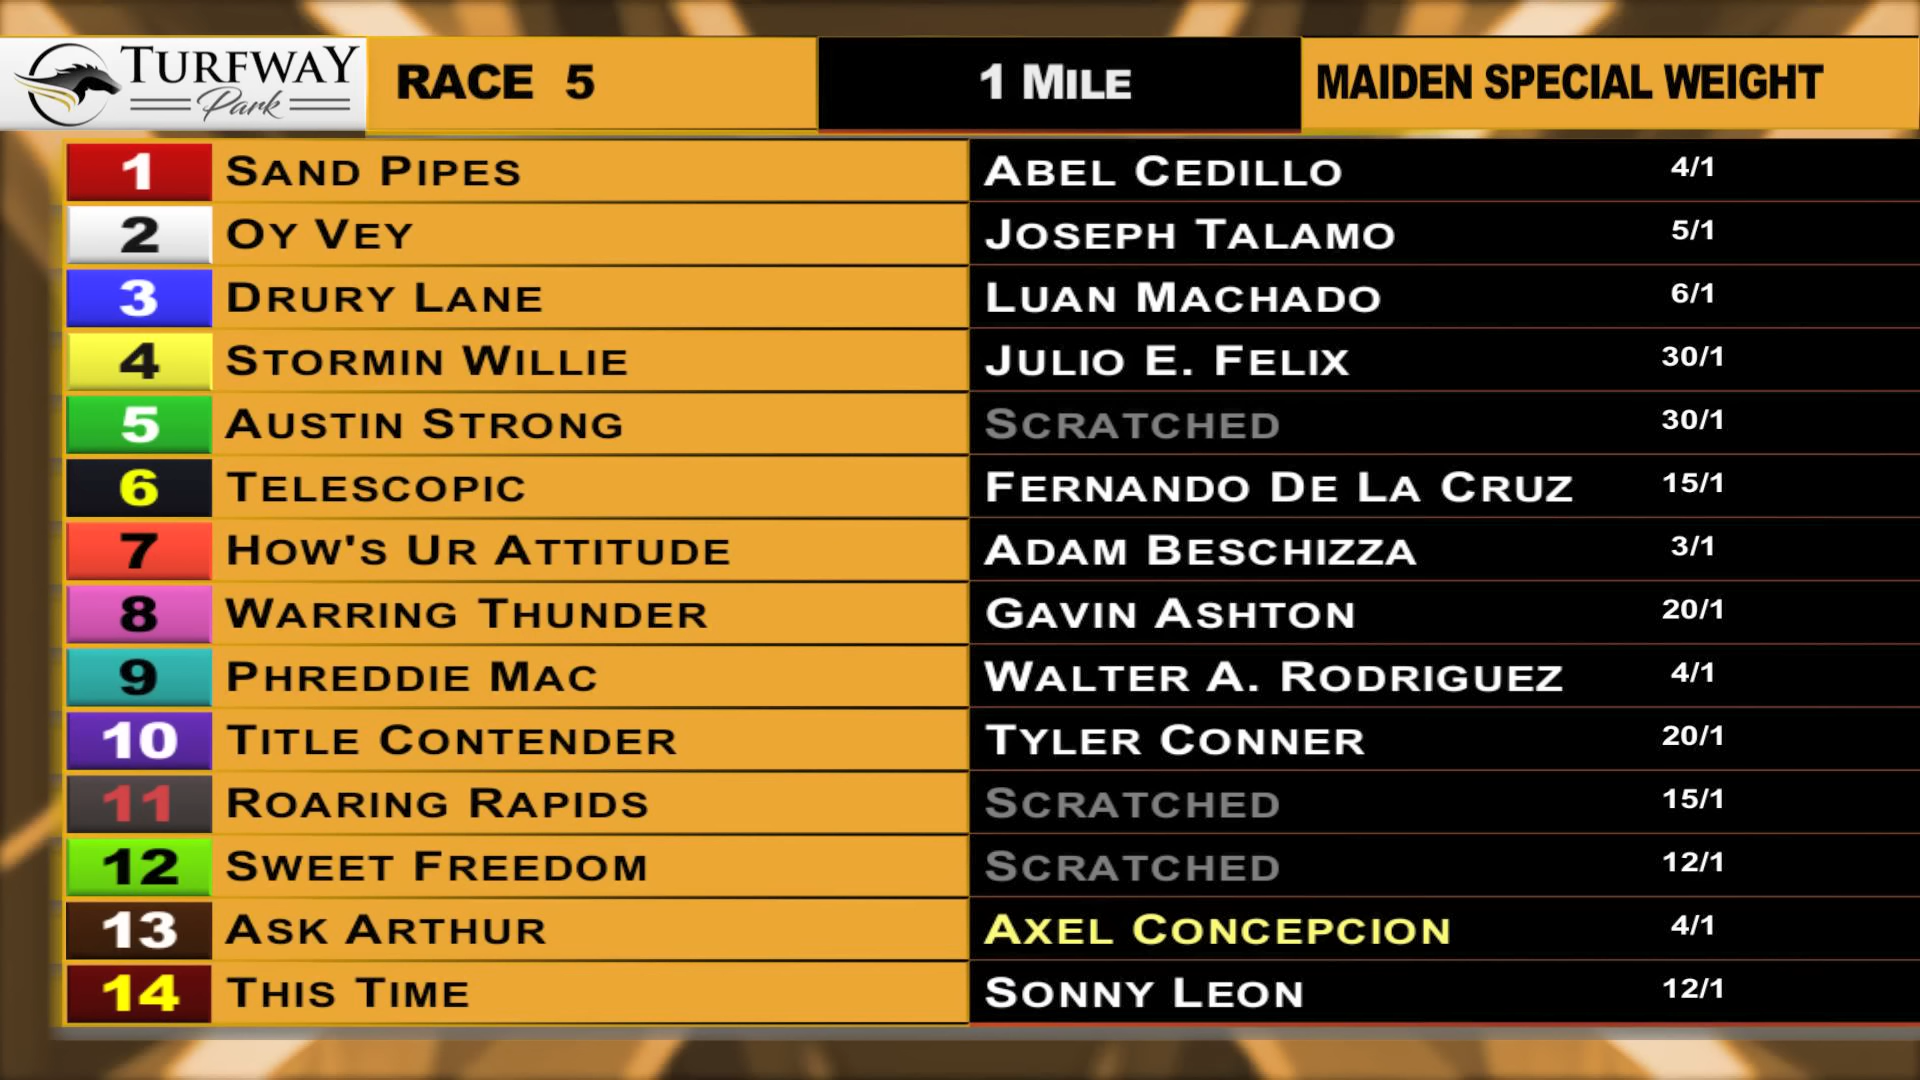 TURFWAY Park RACE 5 1 MILE MAIDEN SPECIAL WEIGHT
1 SAND PIPES ABEL CEDILLO 4/1
2 OY VEY JOSEPH TALAMO 5/1
3 DRURY LANE LUAN MACHADO 6/1
4 STORMIN WILLIE JULIO E. FELIX 30/1
5 AUSTIN STRONG SCRATCHED 30/1
6 TELESCOPIC FERNANDO DE LA CRUZ 15/1
7 HOW'S UR ATTITUDE ADAM BESCHIZZA 3/1
8 WARRING THUNDER GAVIN ASHTON 20/1
9 PHREDDIE MAC WALTER A. RODRIGUEZ 4/1
10 TITLE CONTENDER TYLER CONNER 20/1
11 ROARING RAPIDS SCRATCHED 15/1
12 SWEET FREEDOM SCRATCHED 12/1
13 ASK ARTHUR AXEL CONCEPCION 4/1
14 THIS TIME SONNY LEON 12/1